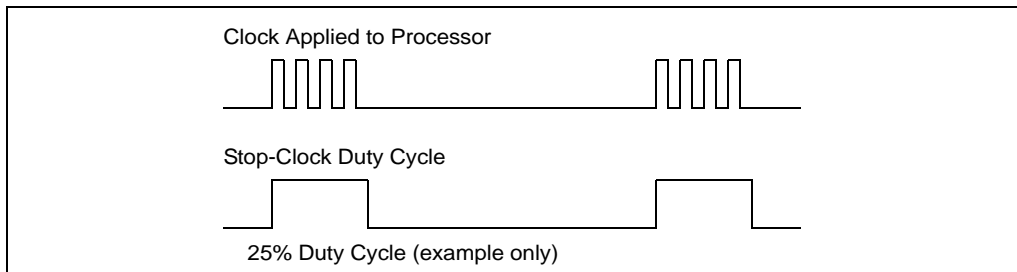 Clock Applied to Processor
Stop-Clock Duty Cycle
25% Duty Cycle (example only)